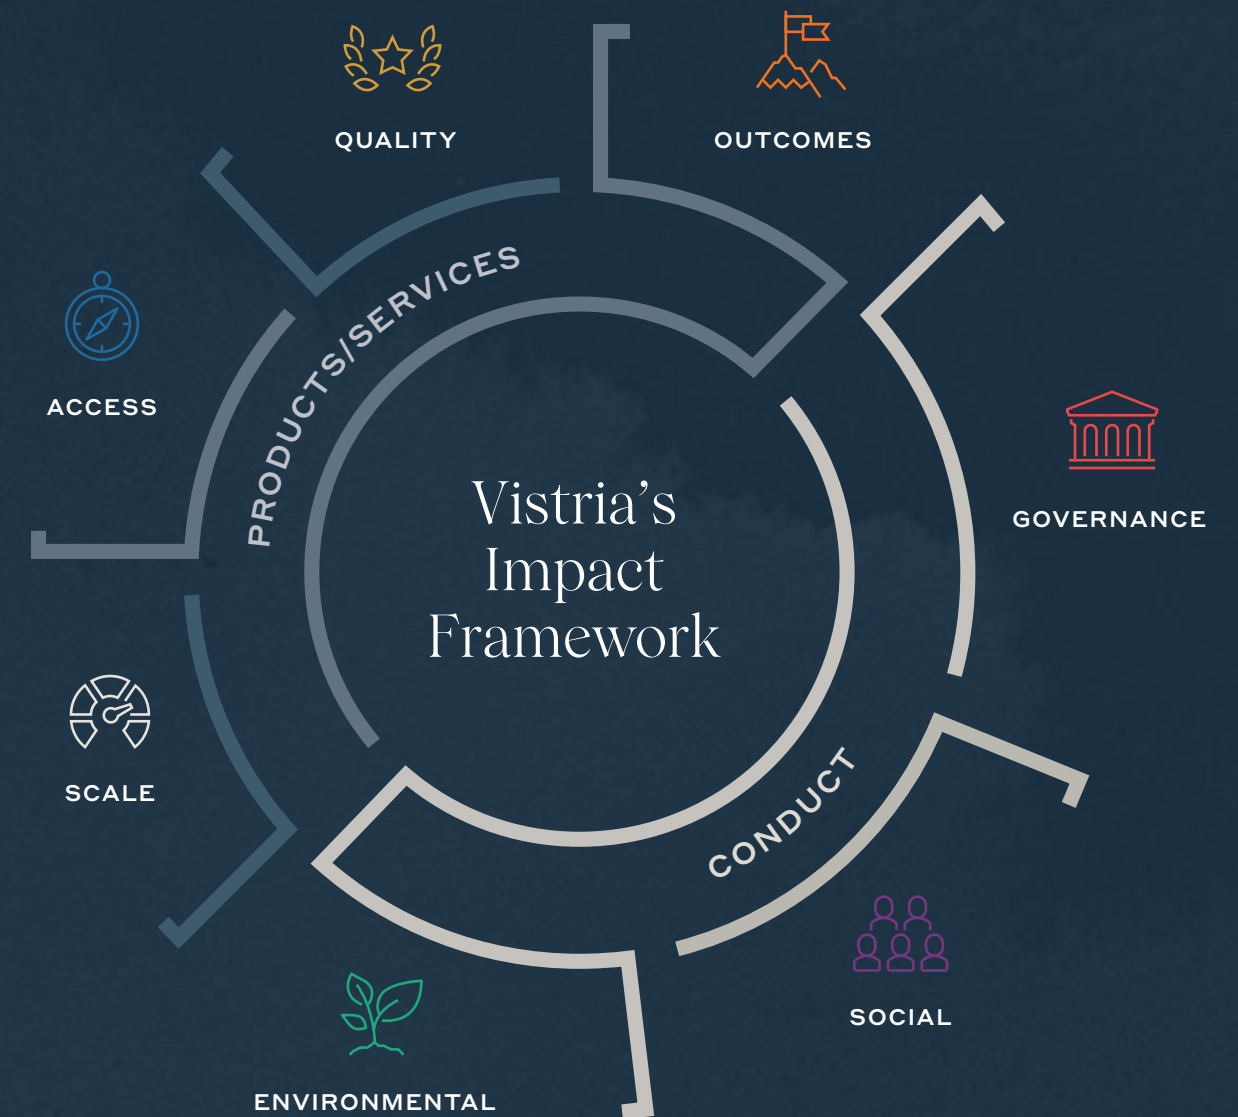 QUALITY
OUTCOMES
PRODUCTS/SERVICES
ACCESS
Vistria’s
Impact
Framework
GOVERNANCE
SCALE
CONDUCT
SOCIAL
ENVIRONMENTAL